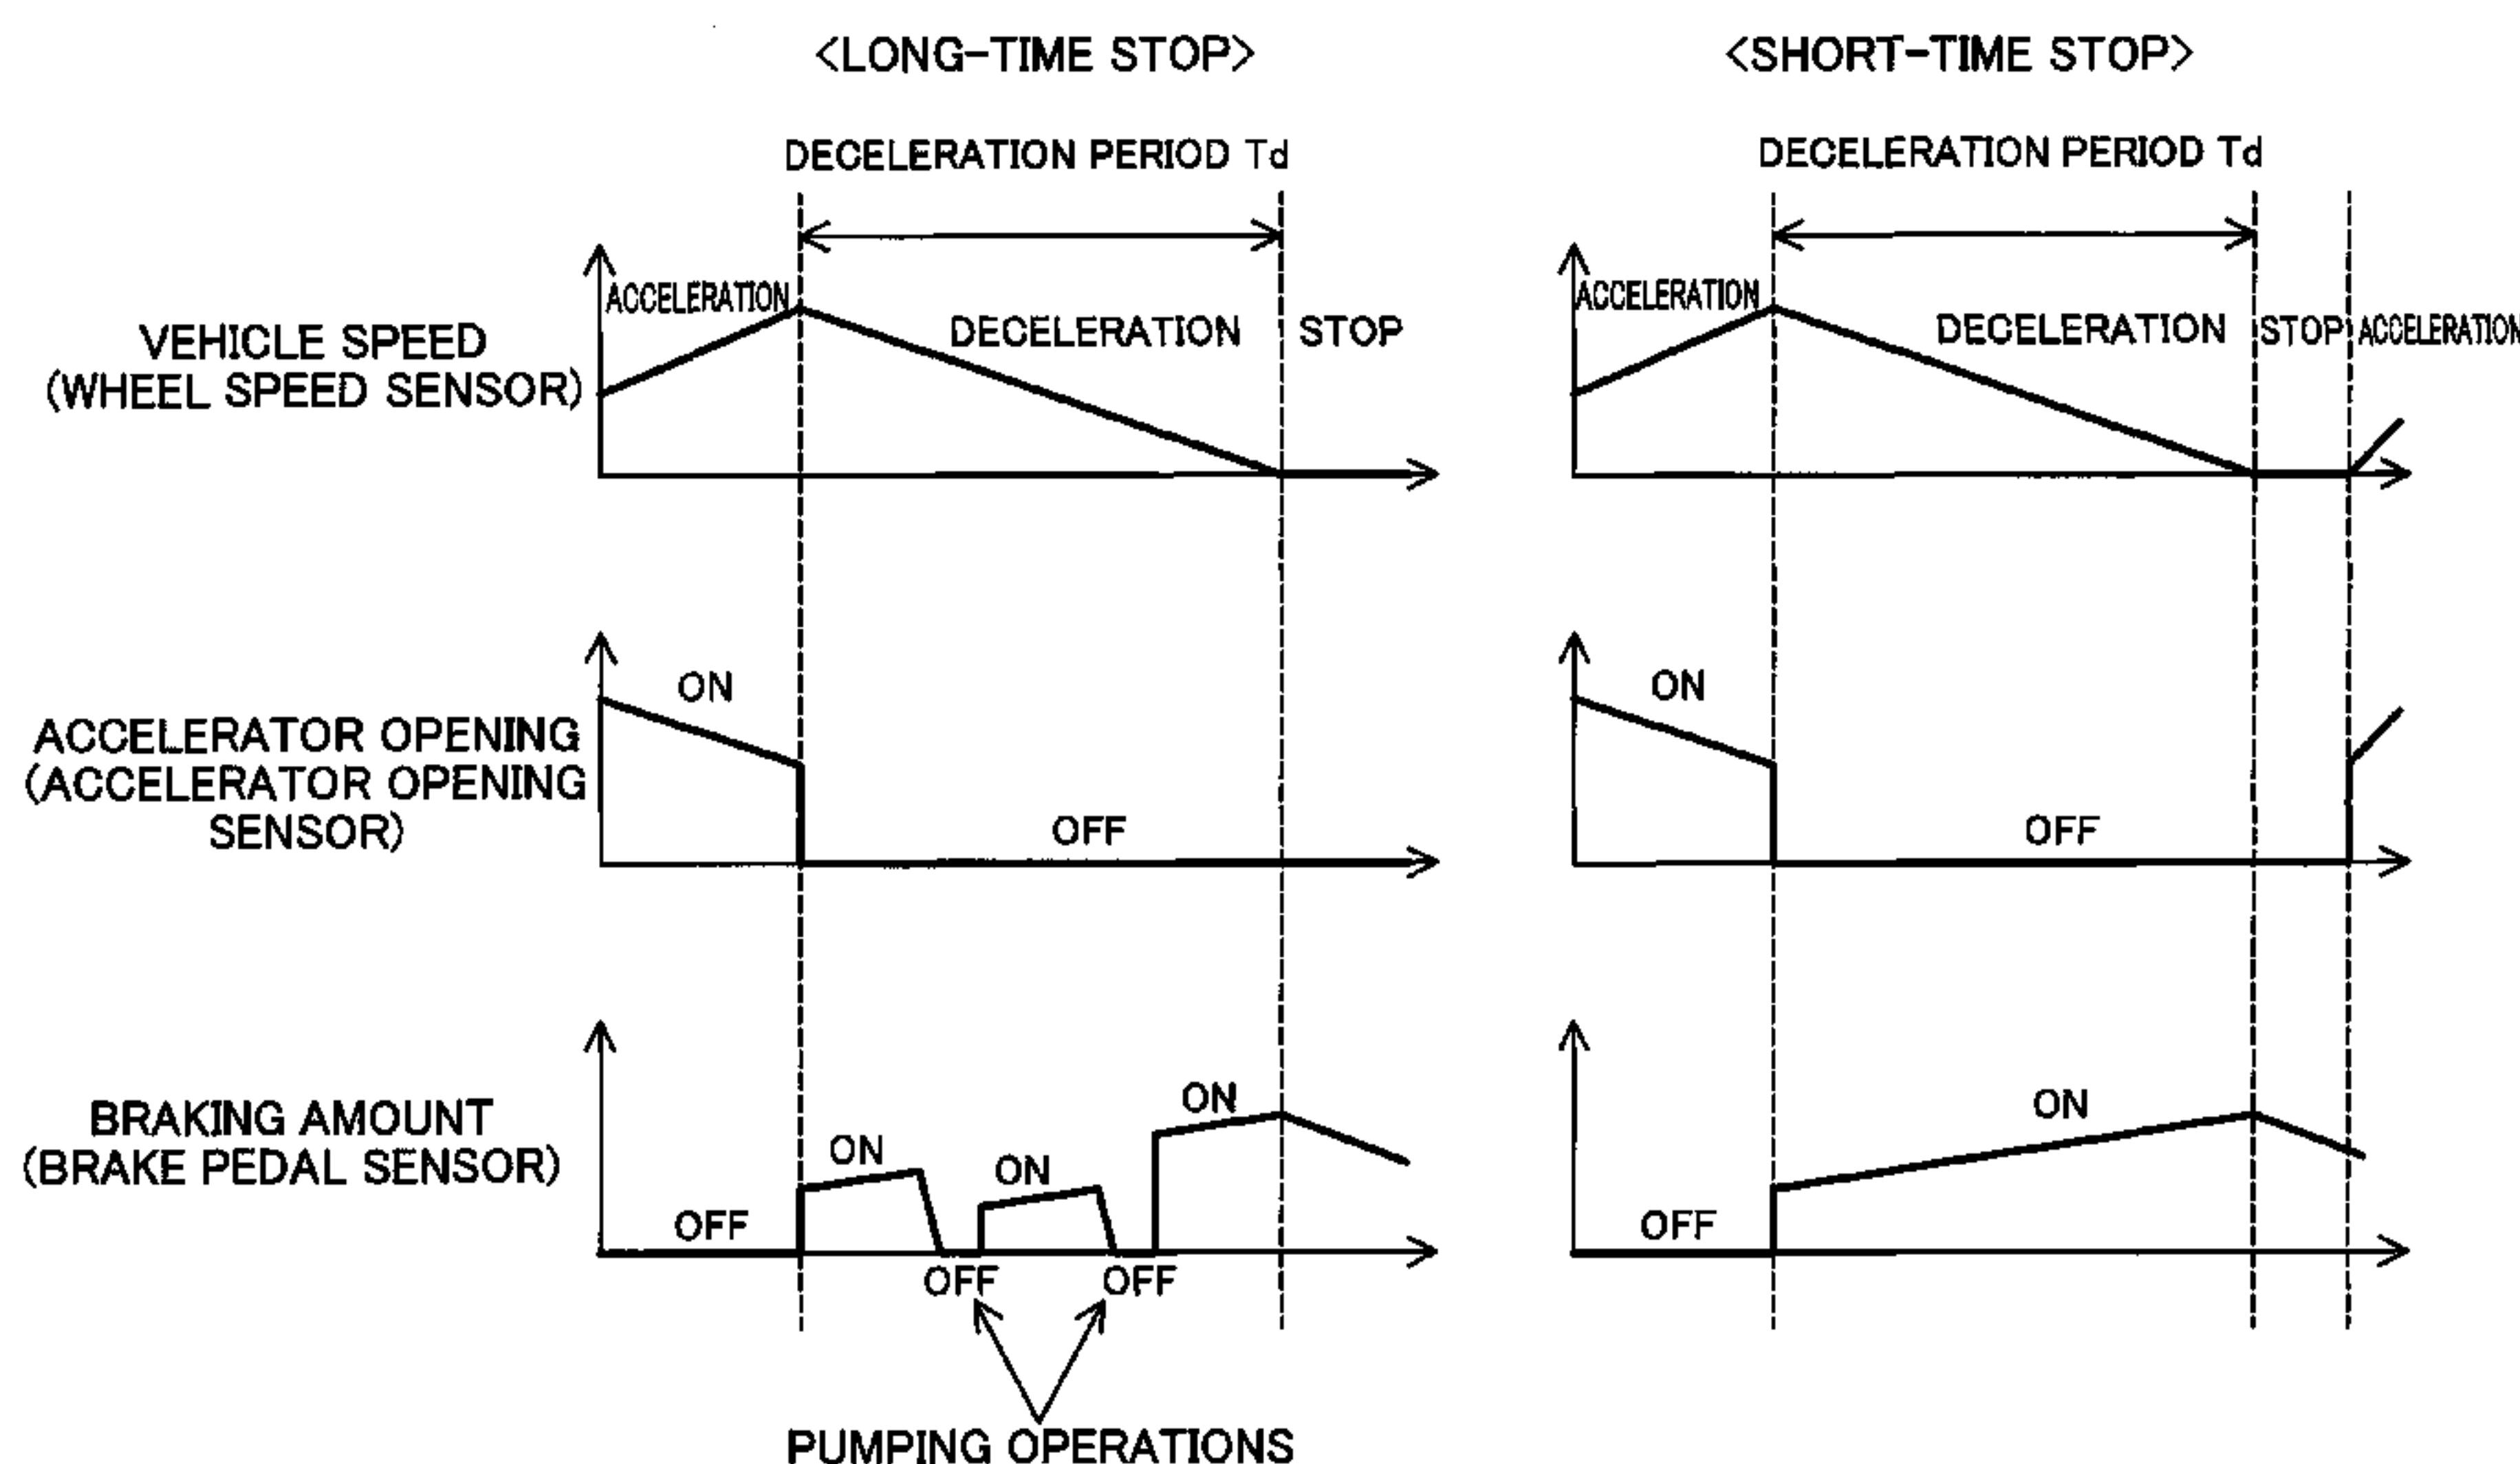 <LONG-TIME STOP>
<SHORT-TIME STOP>
DECELERATION PERIOD Td
DECELERATION PERIOD Td
VEHICLE SPEED
(WHEEL SPEED SENSOR)
ACCELERATION
DECELERATION
STOP
ACCELERATION
DECELERATION
STOP
ACCELERATION
ACCELERATOR OPENING
(ACCELERATOR OPENING
SENSOR)
ON
OFF
ON
OFF
BRAKING AMOUNT
(BRAKE PEDAL SENSOR)
OFF
ON
OFF
ON
OFF
ON
OFF
ON
PUMPING OPERATIONS